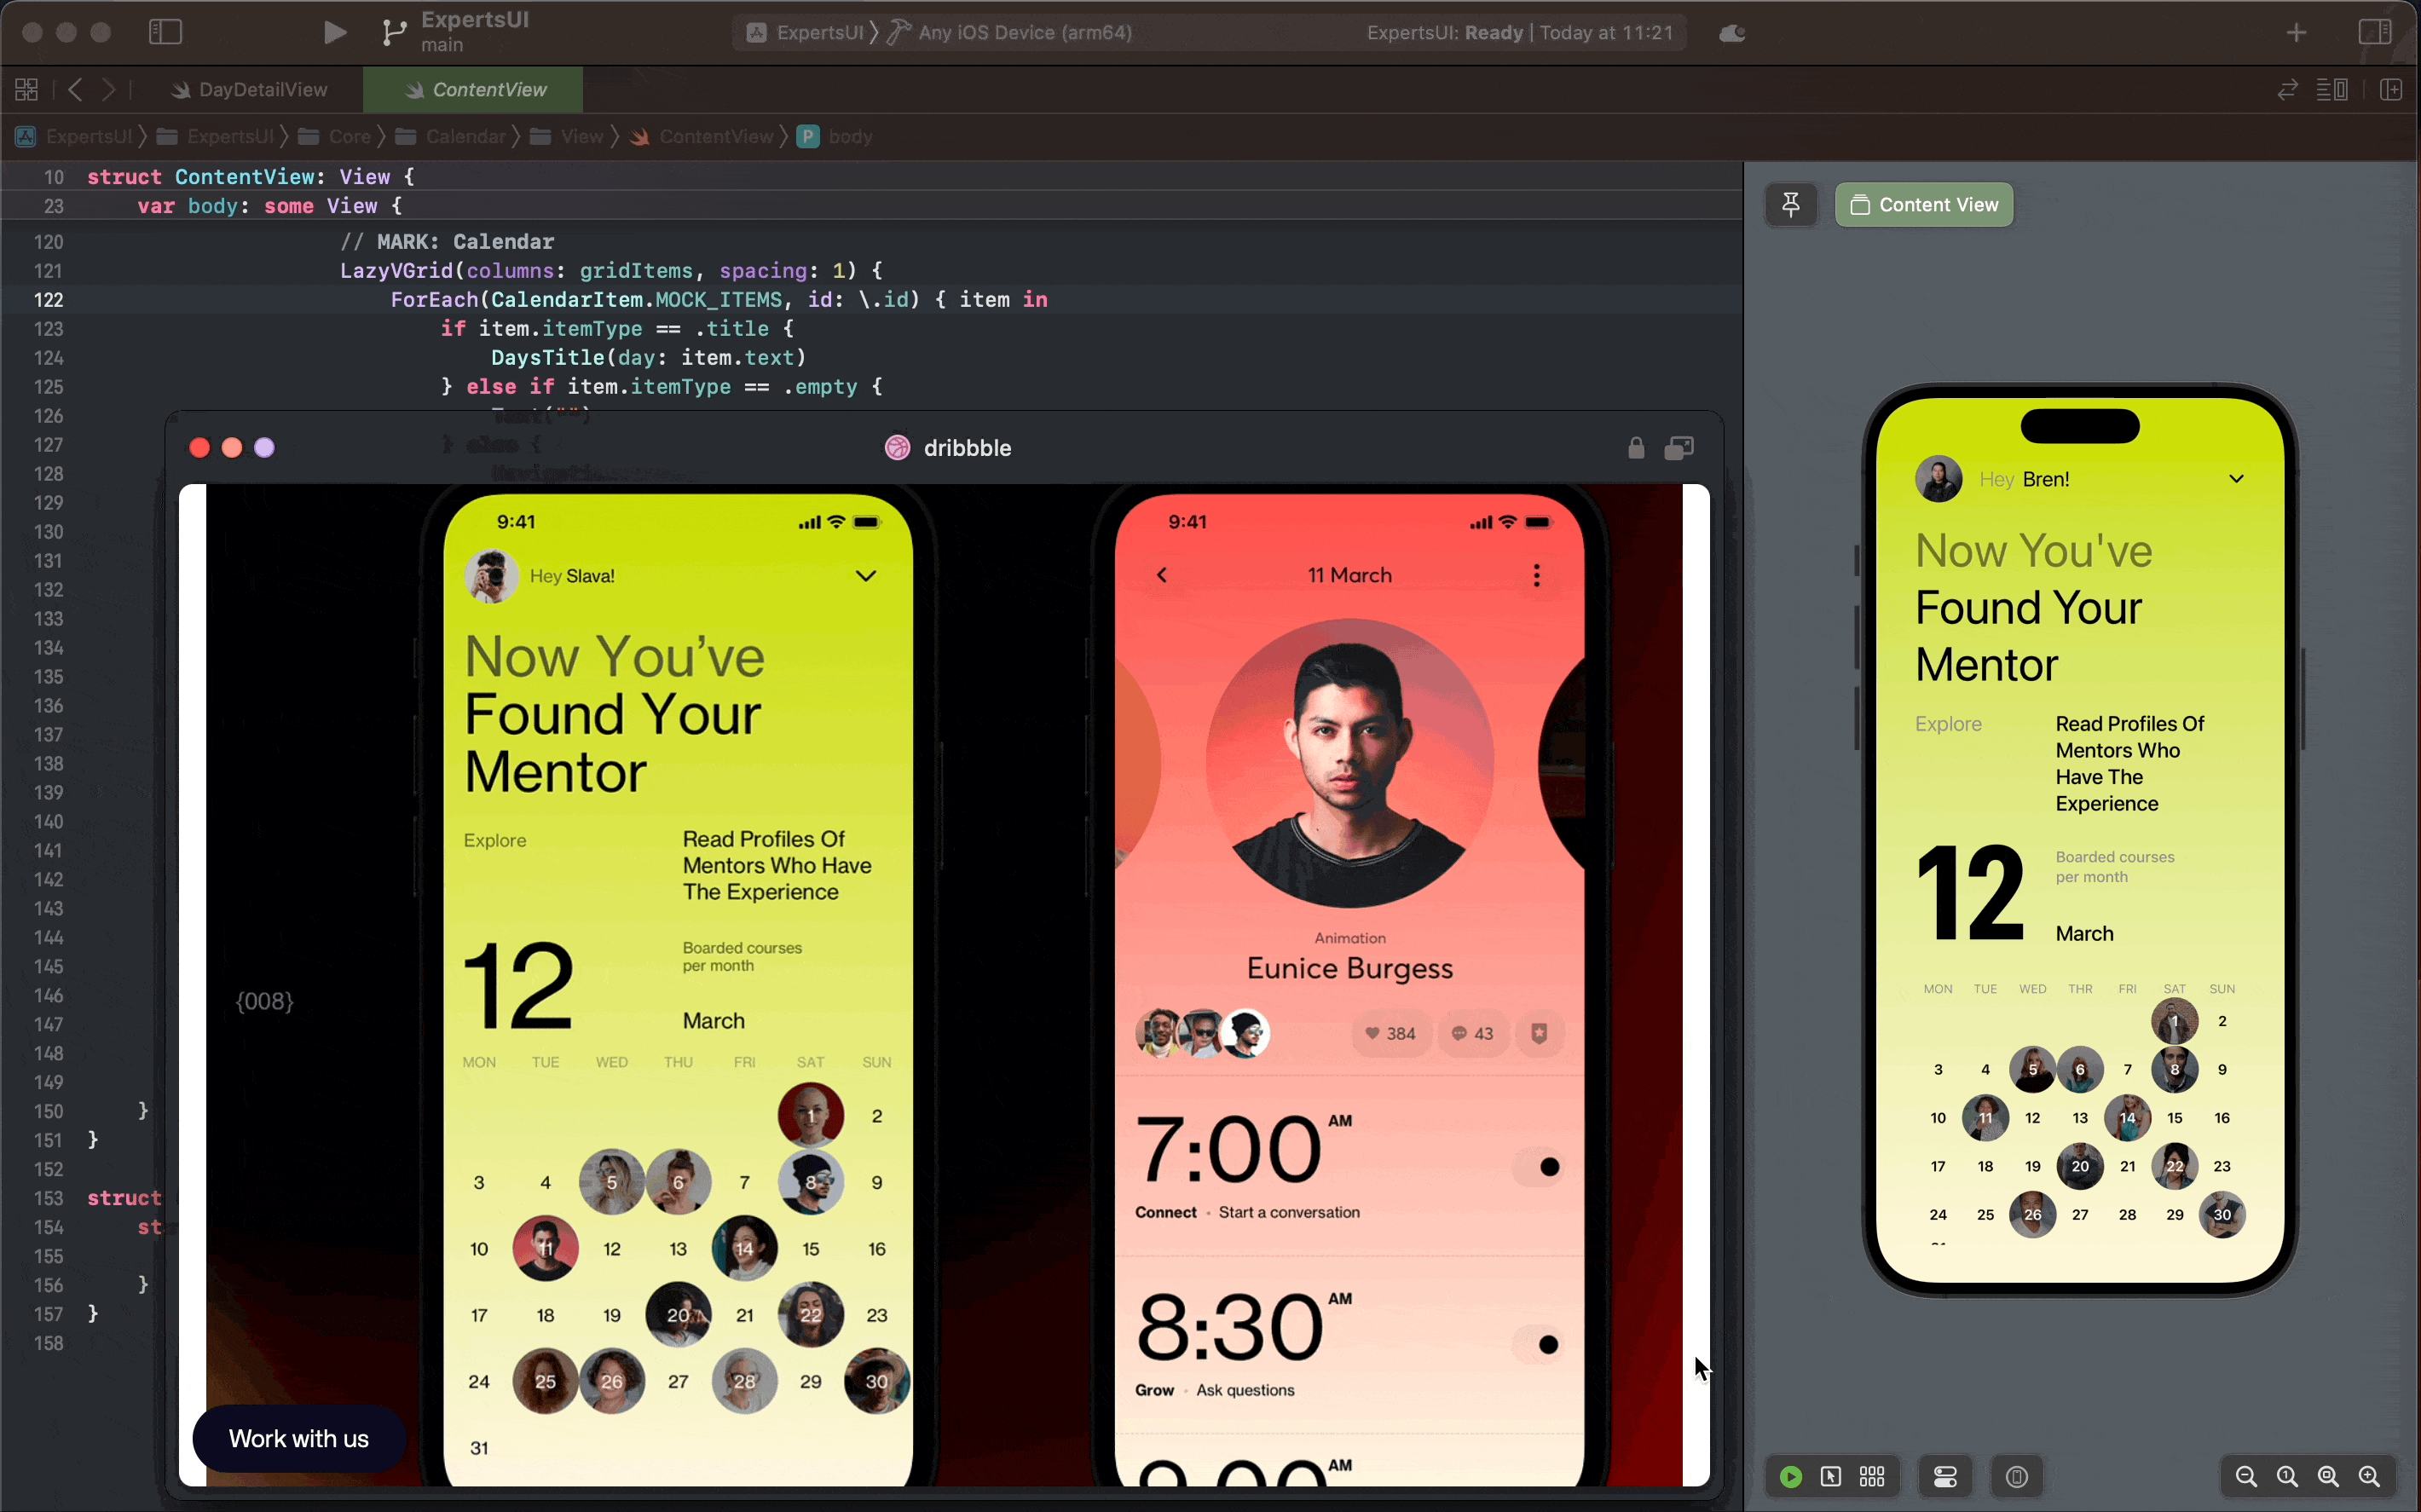 ExpertsUI
main
ExpertsUI
Any iOS Device (arm64)
ExpertsUI: Ready | Today at 11:21
DayDetailView
ContentView
ExpertsUI
ExpertsUI
Core
Calendar
View
ContentView
P
body
10 struct ContentView: View {
23 var body: some View {
120 // MARK: Calendar
121 LazyVGrid(columns: gridItems, spacing: 1) {
122 ForEach(CalendarItem.MOCK_ITEMS, id: \.id) { item in
123 if item.itemType == .title {
124 DaysTitle(day: item.text)
125 } else if item.itemType == .empty {
126 Text("")
127 } else {
128
129
130
131
132
133
134
135
136
137
138
139
140
141
142
143
144
145
146
147
148
149
150 }
151 }
152
153 struct
154 st
155
156 }
157 }
158
dribbble
{008}
9:41
Hey Slava!
Now You’ve
Found Your
Mentor
Explore
Read Profiles Of
Mentors Who Have
The Experience
12
Boarded courses
per month
March
MON TUE WED THU FRI SAT SUN
1 2
3 4 5 6 7 8 9
10 11 12 13 14 15 16
17 18 19 20 21 22 23
24 25 26 27 28 29 30
31
Work with us
9:41
11 March
Animation
Eunice Burgess
384
43
7:00 AM
Connect • Start a conversation
8:30 AM
Grow • Ask questions
AM
Content View
Hey Bren!
Now You've
Found Your
Mentor
Explore
Read Profiles Of
Mentors Who
Have The
Experience
12
Boarded courses
per month
March
MON TUE WED THR FRI SAT SUN
1 2
3 4 5 6 7 8 9
10 11 12 13 14 15 16
17 18 19 20 21 22 23
24 25 26 27 28 29 30